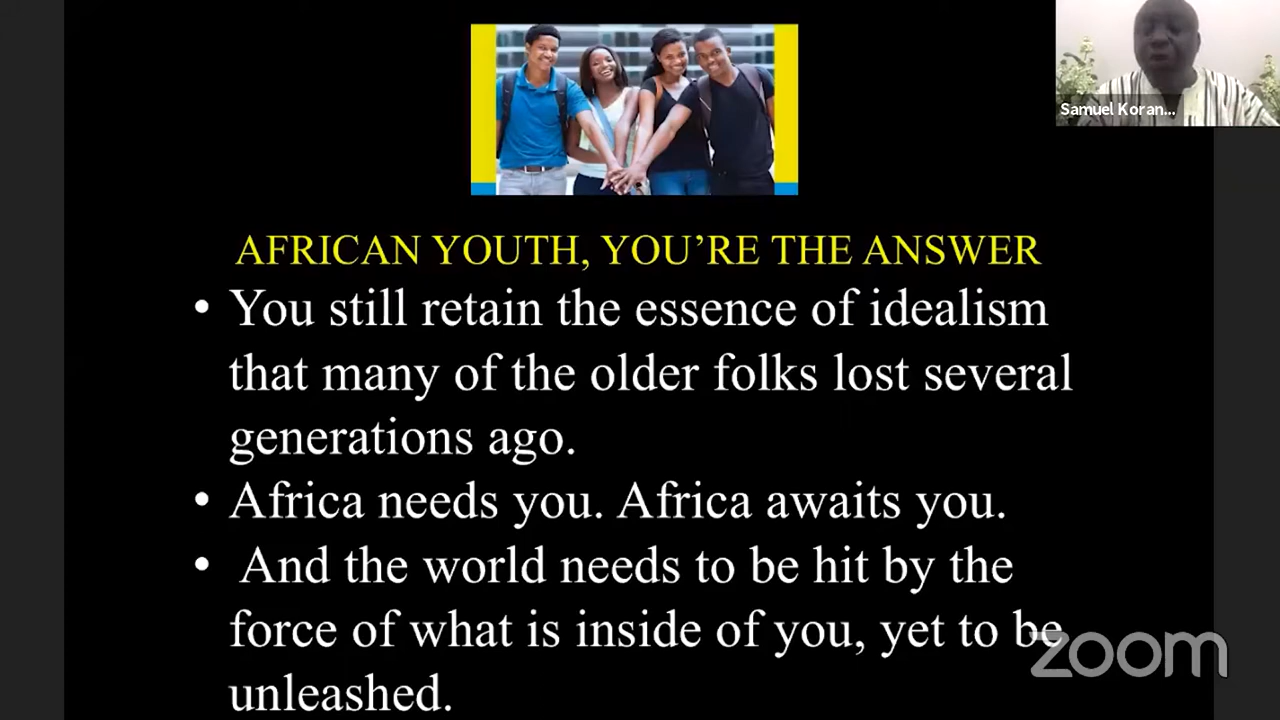 Samuel Koran...
AFRICAN YOUTH, YOU’RE THE ANSWER
• You still retain the essence of idealism
that many of the older folks lost several
generations ago.
• Africa needs you. Africa awaits you.
• And the world needs to be hit by the
force of what is inside of you, yet to be
unleashed.
zoom